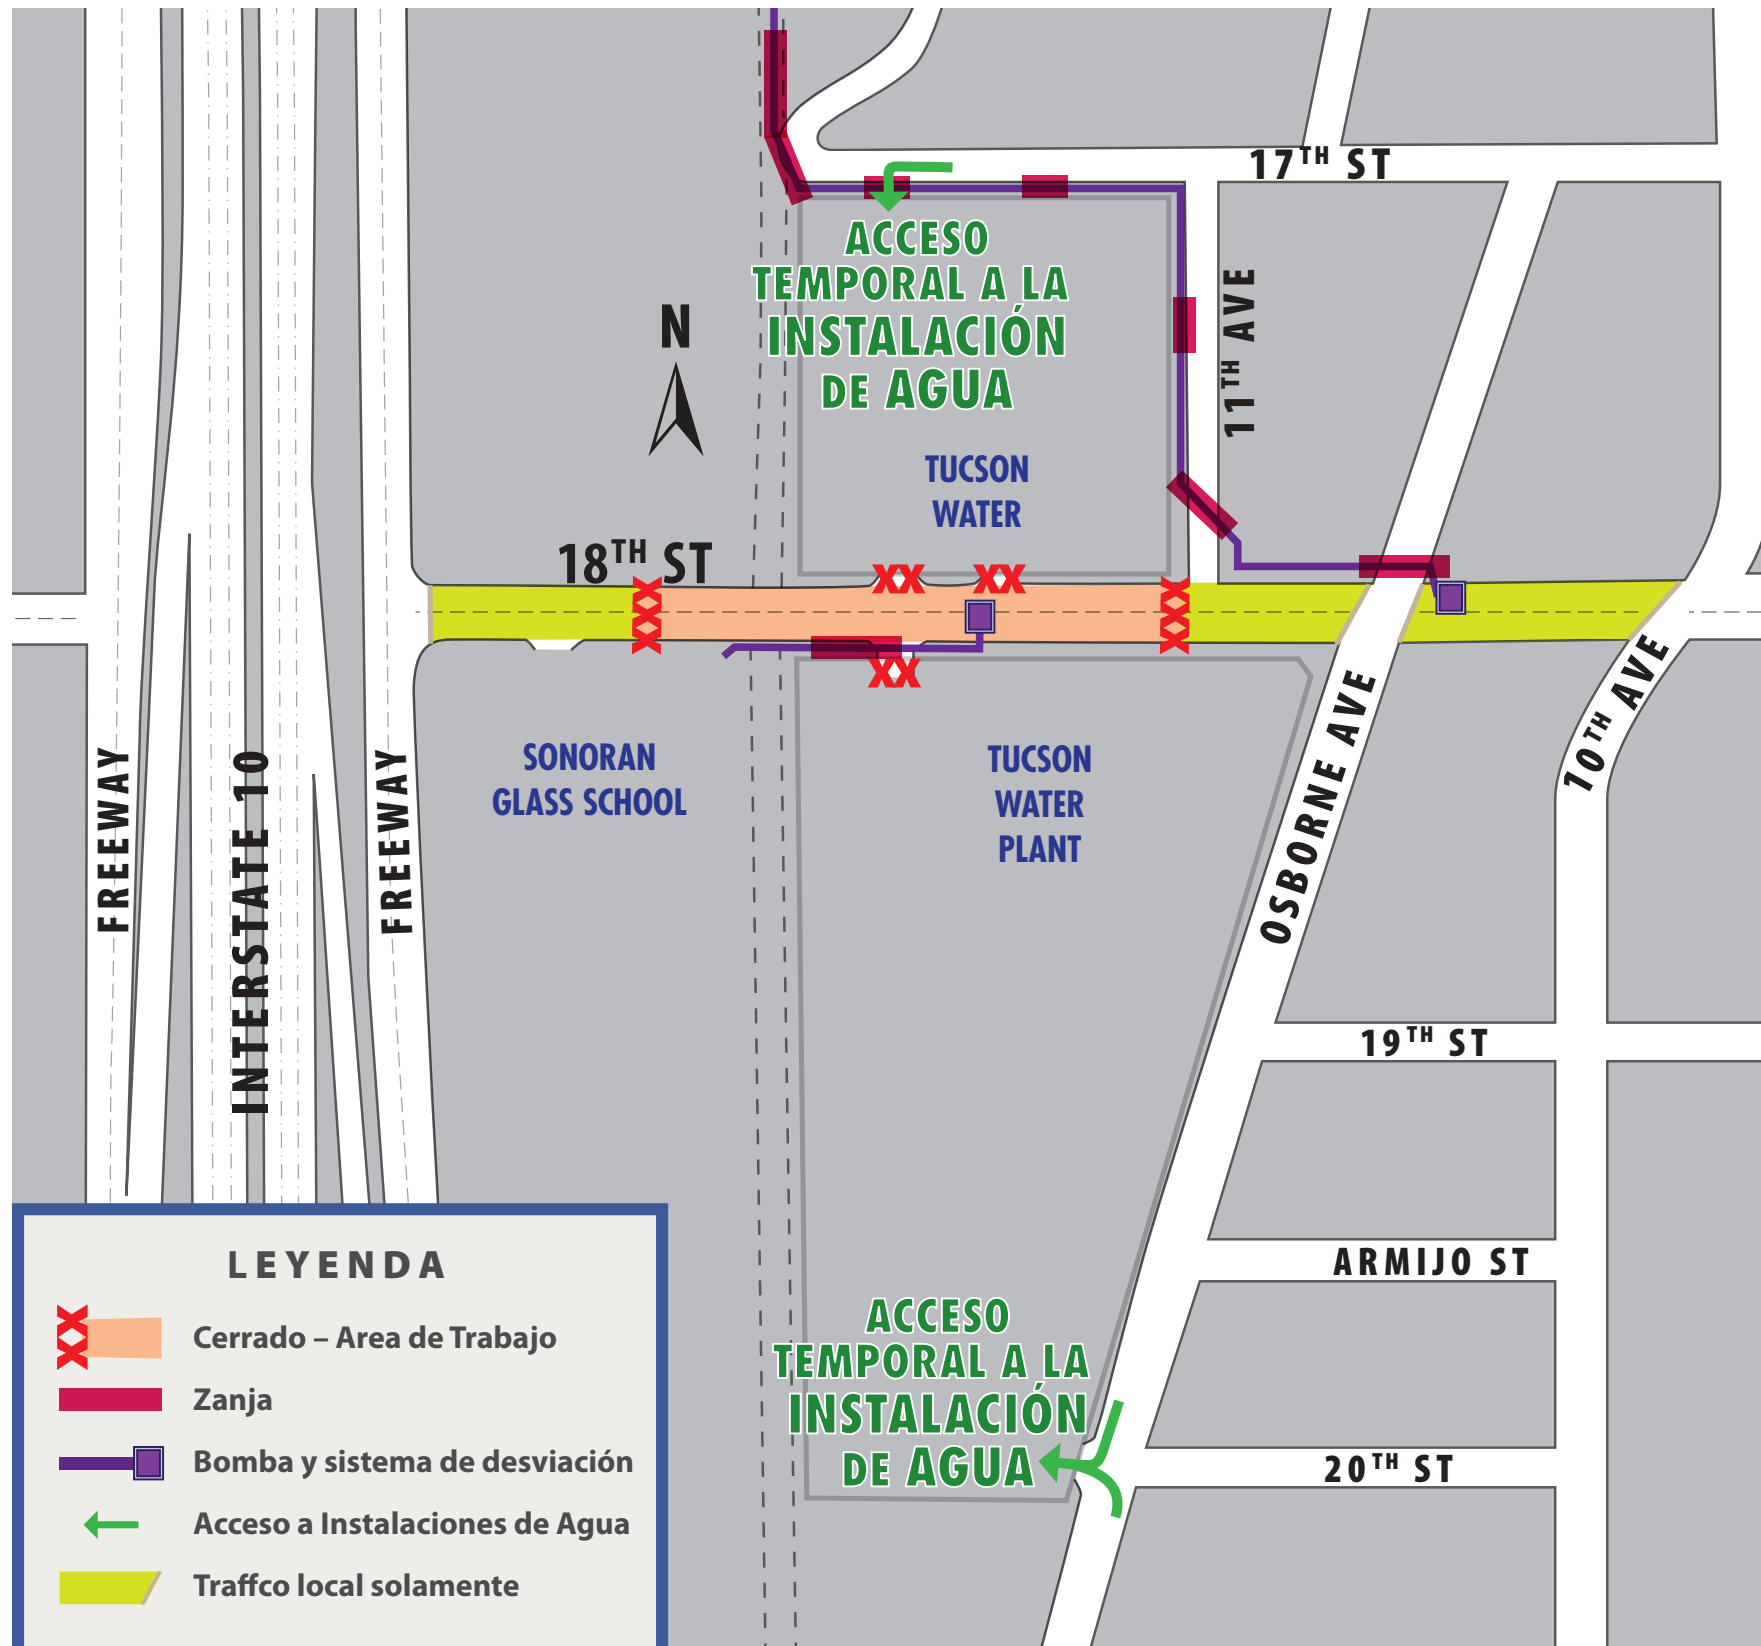 17TH ST
ACCESO
TEMPORAL A LA
INSTALACIÓN
DE AGUA
11TH AVE
N
TUCSON
WATER
18TH ST
OSBORNE AVE
10TH AVE
SONORAN
GLASS SCHOOL
TUCSON
WATER
PLANT
FREEWAY
INTERSTATE 10
FREEWAY
19TH ST
ARMIJO ST
ACCESO
TEMPORAL A LA
INSTALACIÓN
DE AGUA
20TH ST
LEYENDA
Cerrado – Area de Trabajo
Zanja
Bomba y sistema de desviación
Acceso a Instalaciones de Agua
Traffco local solamente